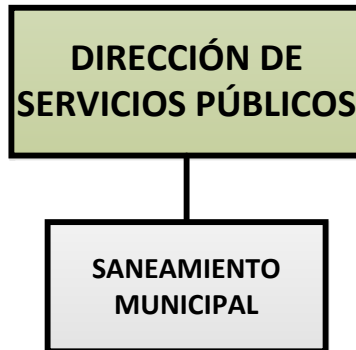 DIRECCIÓN DE
SERVICIOS PÚBLICOS
SANEAMIENTO
MUNICIPAL